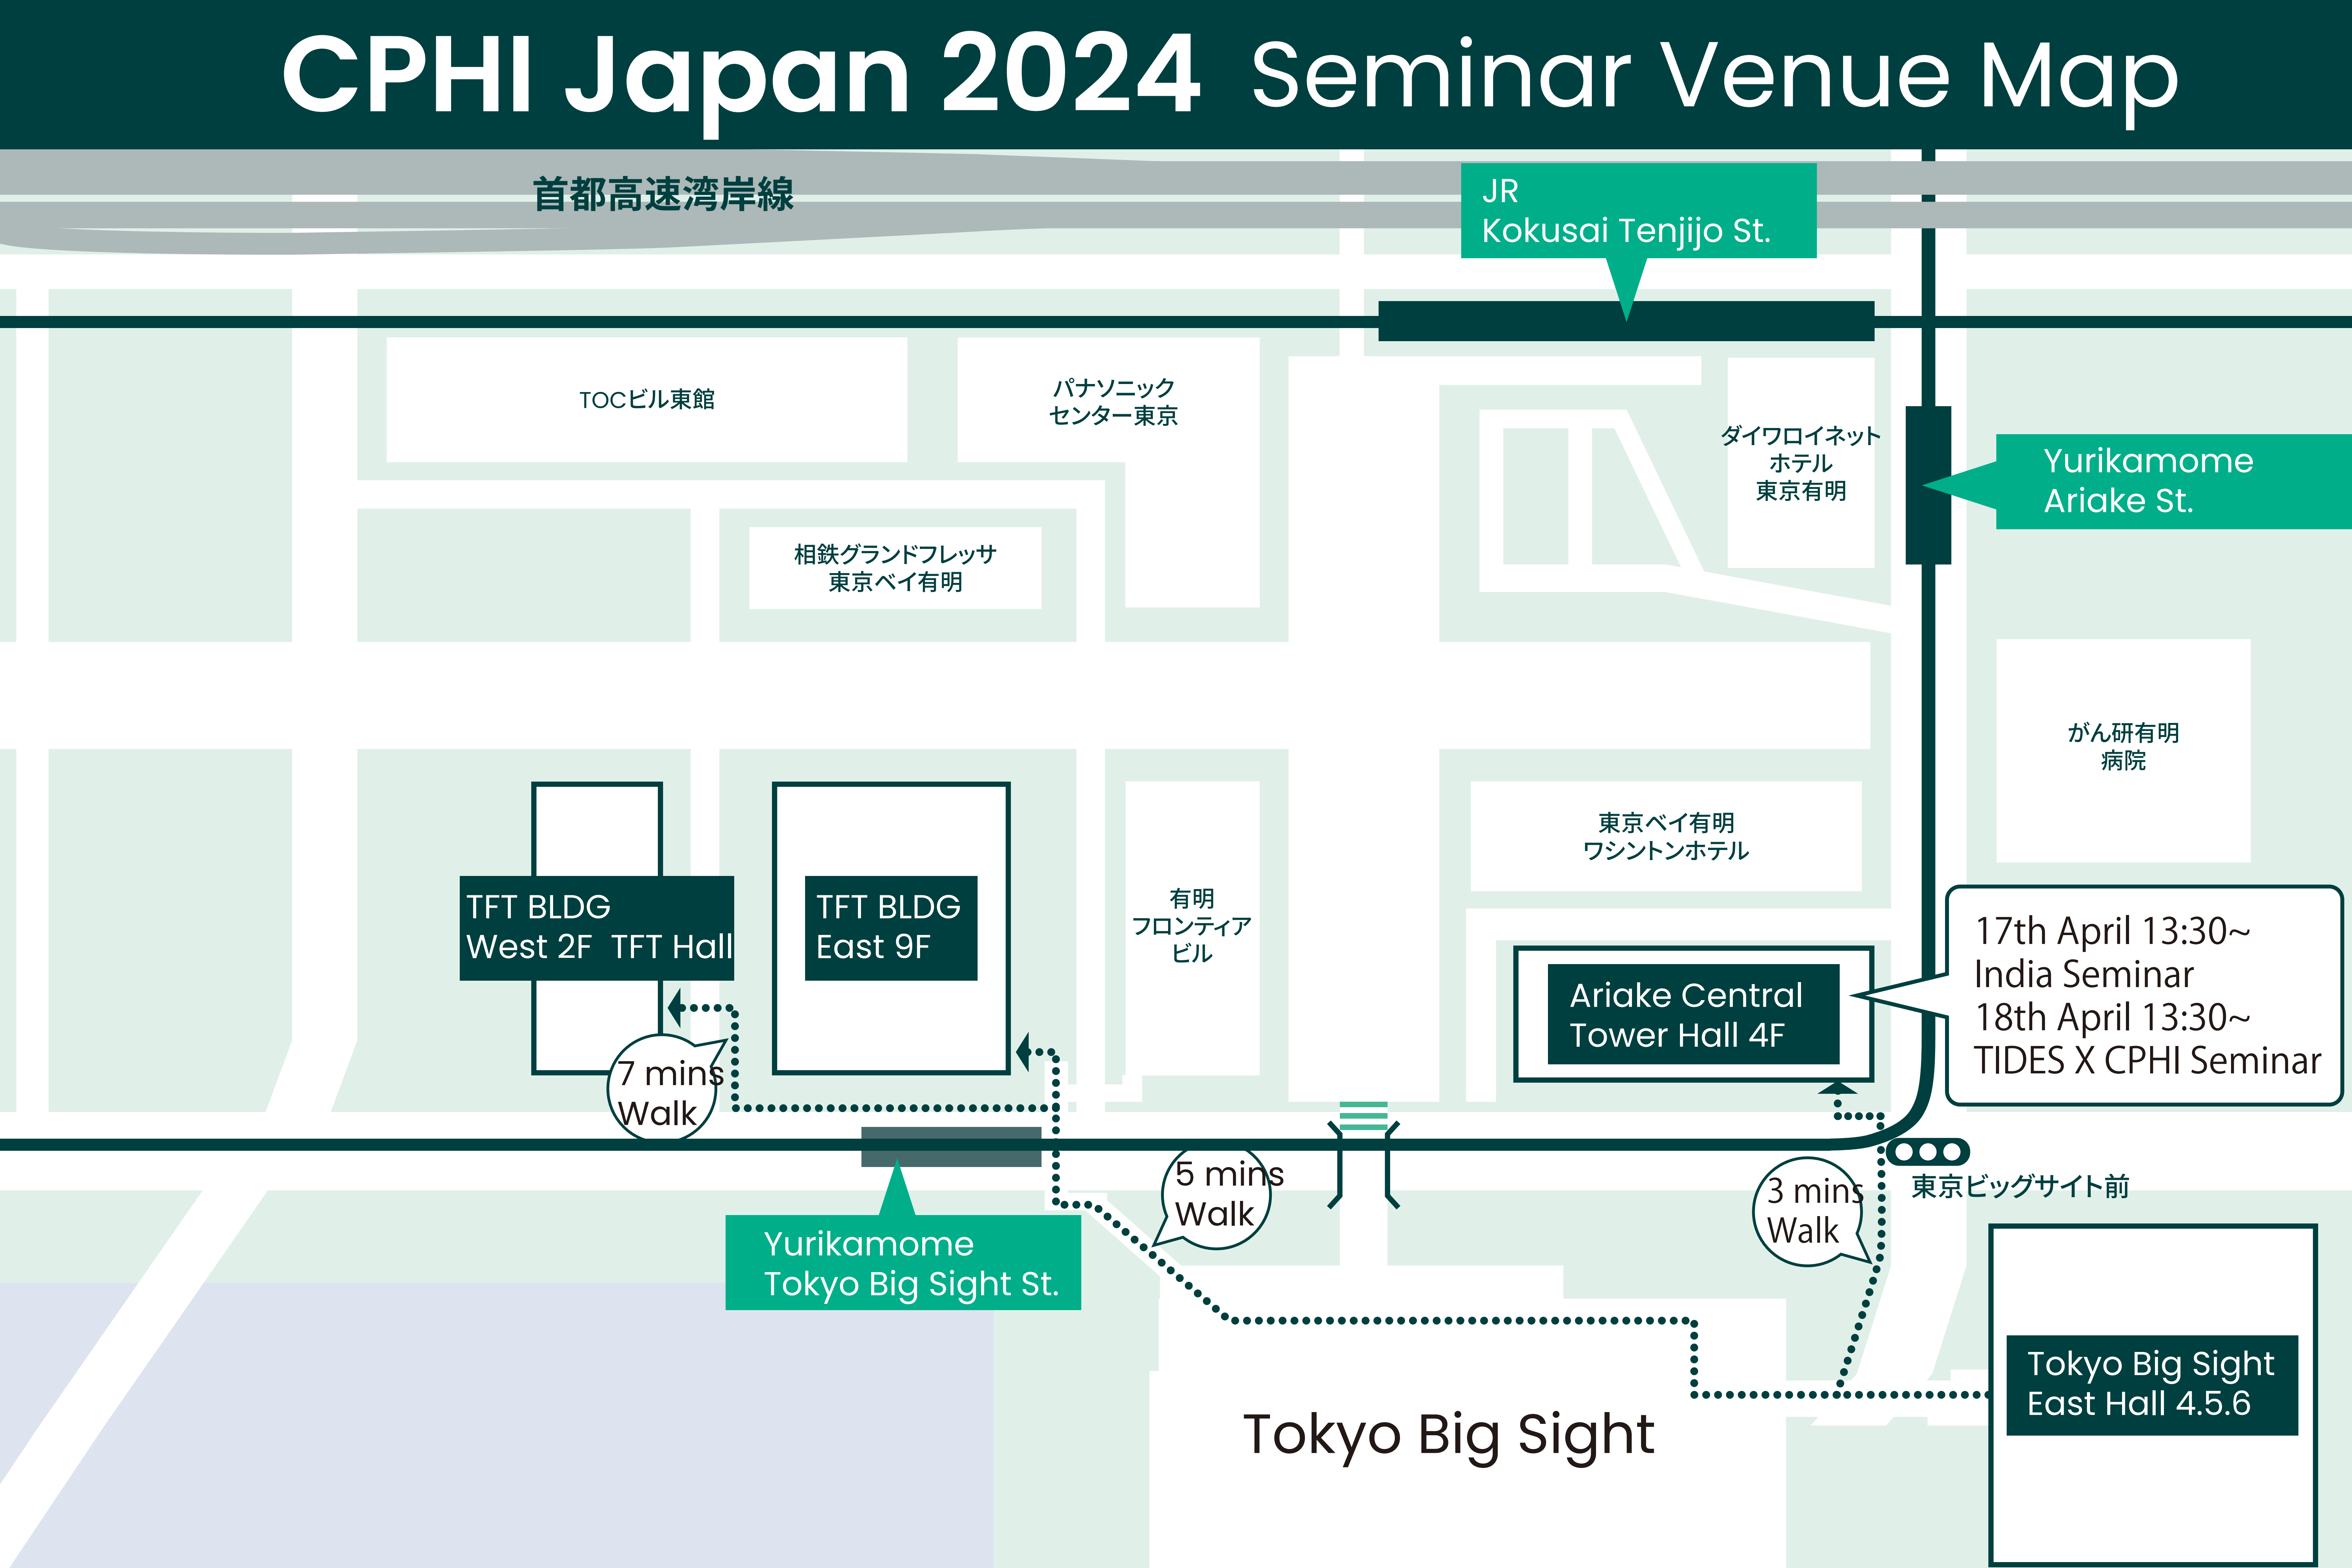 CPHI Japan 2024 Seminar Venue Map
首都高速湾岸線
JR
Kokusai Tenjijo St.
TOCビル東館
パナソニック
センター東京
ダイワロイネット
ホテル
東京有明
Yurikamome
Ariake St.
相鉄グランドフレッサ
東京ベイ有明
がん研有明
病院
東京ベイ有明
ワシントンホテル
TFT BLDG
West 2F TFT Hall
TFT BLDG
East 9F
有明
フロンティア
ビル
Ariake Central
Tower Hall 4F
17th April 13:30~
India Seminar
18th April 13:30~
TIDES X CPHI Seminar
7 mins
Walk
5 mins
Walk
3 mins
Walk
東京ビッグサイト前
Yurikamome
Tokyo Big Sight St.
Tokyo Big Sight
East Hall 4.5.6
Tokyo Big Sight